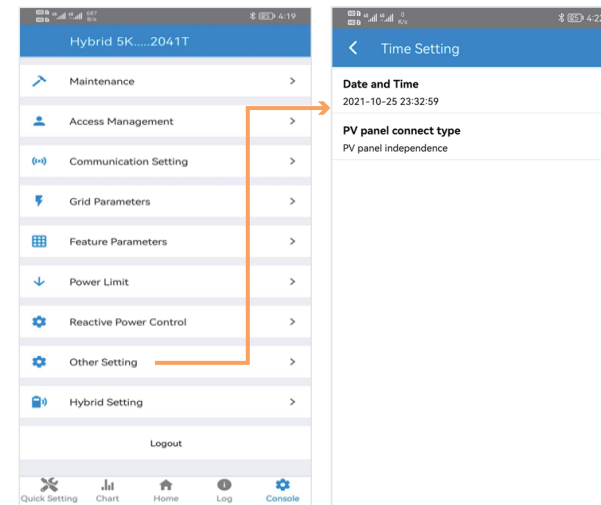 4:19
Hybrid 5K.....2041T
Maintenance
Access Management
Communication Setting
Grid Parameters
Feature Parameters
Power Limit
Reactive Power Control
Other Setting
Hybrid Setting
Logout
Quick Setting
Chart
Home
Log
Console
4:22
Time Setting
Date and Time
2021-10-25 23:32:59
PV panel connect type
PV panel independence